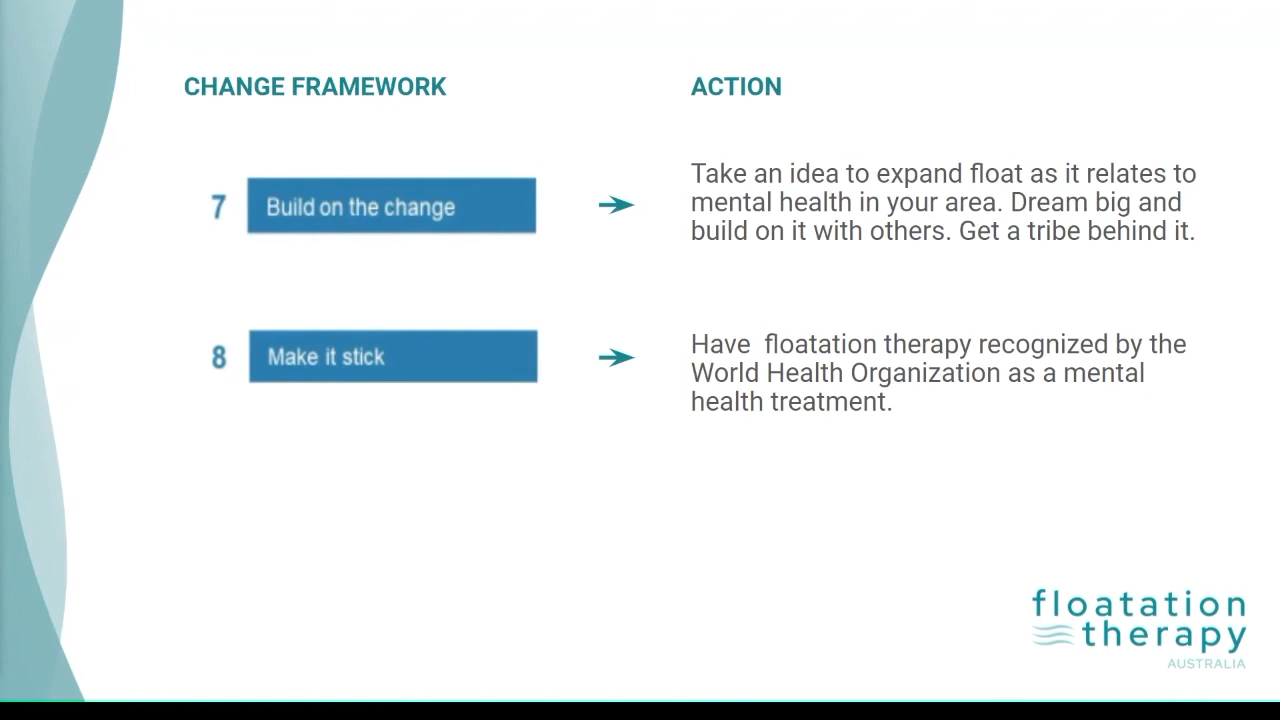 CHANGE FRAMEWORK
ACTION
7
Build on the change
Take an idea to expand float as it relates to
mental health in your area. Dream big and
build on it with others. Get a tribe behind it.
8
Make it stick
Have  floatation therapy recognized by the
World Health Organization as a mental
health treatment.
floatation
therapy
AUSTRALIA